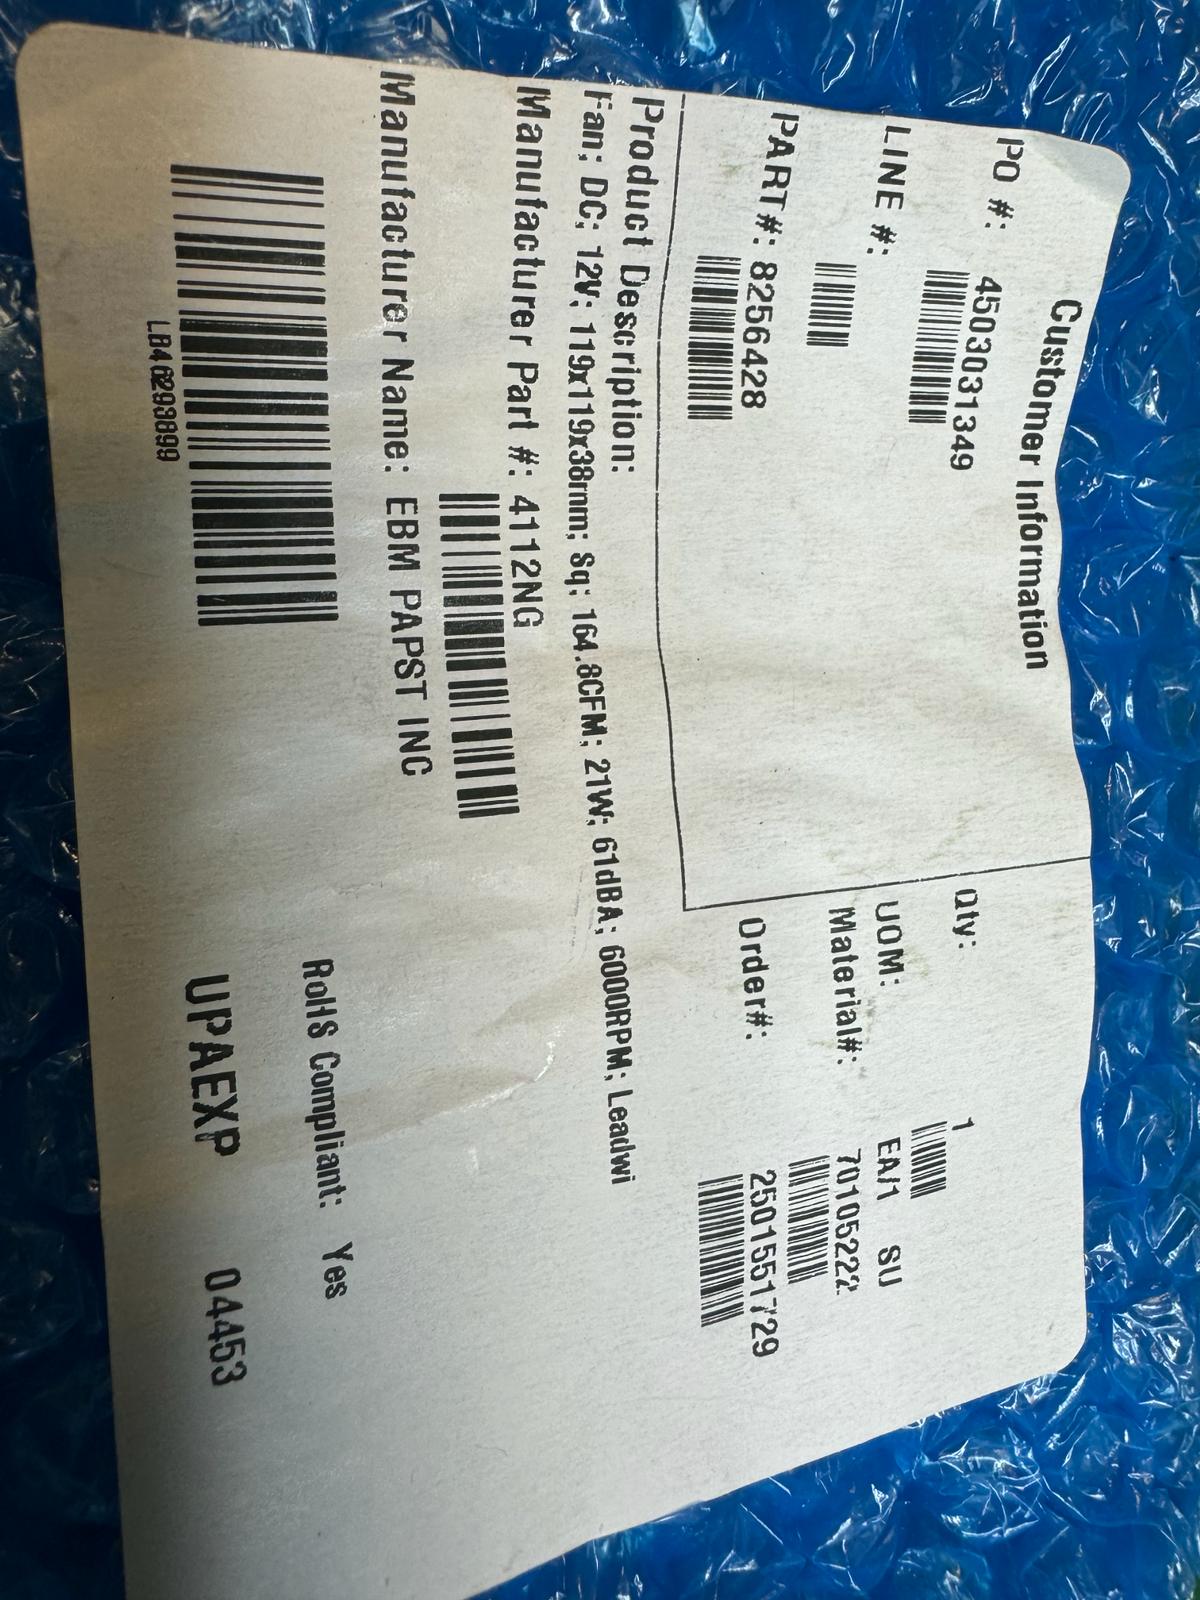 Customer Information
PO #: 4503031349
LINE #:
PART#: 8256428
Qty: 1
UOM: EA/1 SU
Material#: 70105222
Order#: 2501551729
Product Description:
Fan; DC; 12V; 119x119x38mm; Sq; 164.8CFM; 21W; 61dBA; 6000RPM; Leadwi
Manufacturer Part #: 4112NG
Manufacturer Name: EBM PAPST INC
RoHS Compliant: Yes
UPAEXP 04453